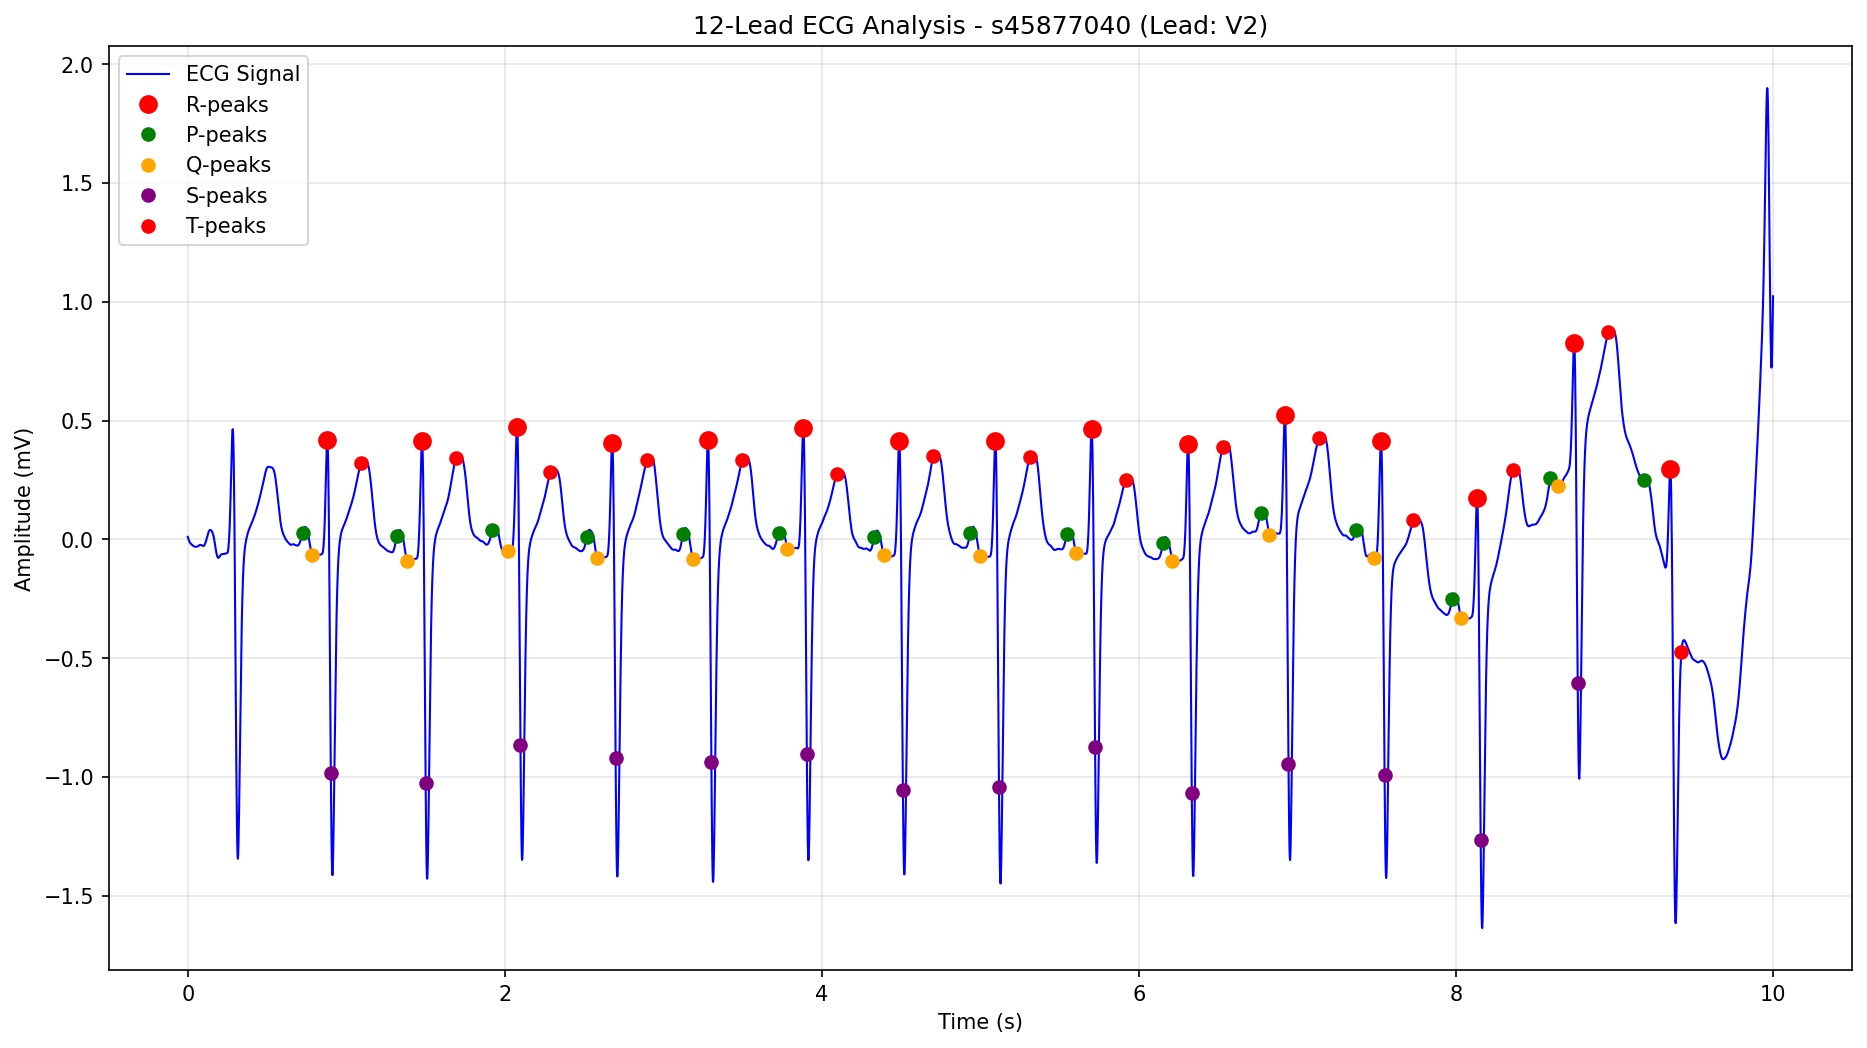 12-Lead ECG Analysis - s45877040 (Lead: V2)
ECG Signal
R-peaks
P-peaks
Q-peaks
S-peaks
T-peaks
2.0
1.5
1.0
0.5
0.0
−0.5
−1.0
−1.5
Amplitude (mV)
0 2 4 6 8 10
Time (s)